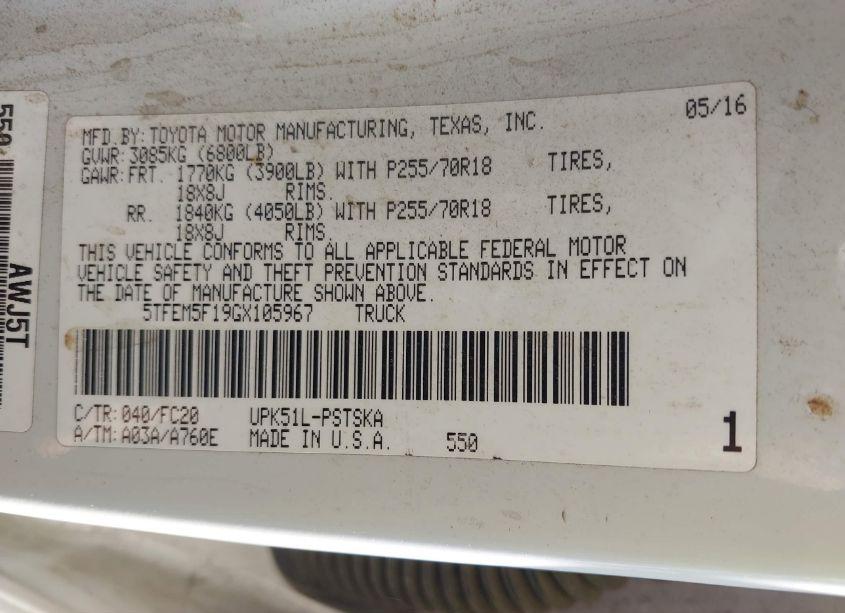 05/16
MFD.BY:TOYOTA MOTOR MANUFACTURING, TEXAS, INC.
GVWR:3085KG (6800LB)
GAWR:FRT. 1770KG (3900LB) WITH P255/70R18 TIRES,
18X8J RIMS.
RR. 1840KG (4050LB) WITH P255/70R18 TIRES,
18X8J RIMS.
THIS VEHICLE CONFORMS TO ALL APPLICABLE FEDERAL MOTOR
VEHICLE SAFETY AND THEFT PREVENTION STANDARDS IN EFFECT ON
THE DATE OF MANUFACTURE SHOWN ABOVE.
5TFEM5F19GX105967 TRUCK
C/TR:040/FC20 UPK51L-PSTSKA
A/TM:A03A/A760E MADE IN U.S.A. 550 1
550
AWJ5T